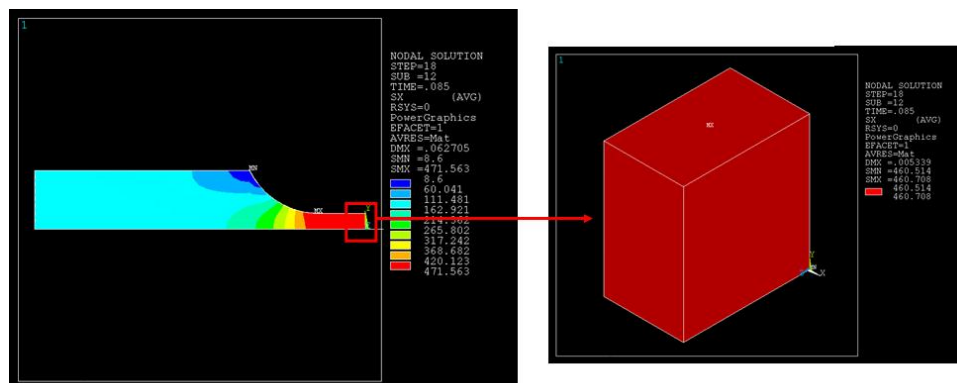 1
NODAL SOLUTION
STEP=18
SUB =12
TIME=.085
SX (AVG)
RSYS=0
PowerGraphics
EFACET=1
AVRES=Mat
DMX =.062705
SMN =8.6
SMX =471.563
8.6
60.041
111.481
162.921
265.802
317.242
368.682
420.123
471.563
MN
MX
1
NODAL SOLUTION
STEP=18
SUB =12
TIME=.085
SX (AVG)
RSYS=0
PowerGraphics
EFACET=1
AVRES=Mat
DMX =.005339
SMN =460.514
SMX =460.708
460.514
460.708
MX
Y
X